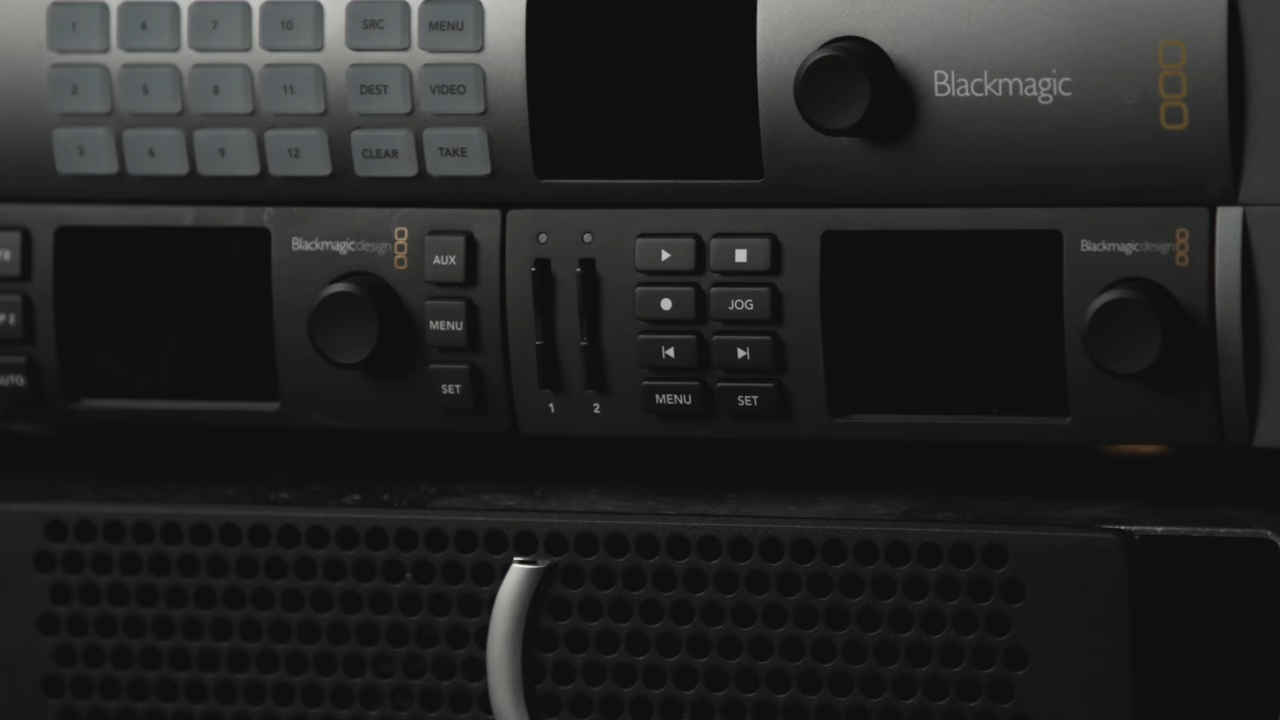 1 4 7 10 SRC MENU
2 5 8 11 DEST VIDEO
3 6 9 12 CLEAR TAKE
Blackmagic
Blackmagicdesign
AUX
MENU
SET
AUTO
JOG
MENU SET
1 2
Blackmagicdesign